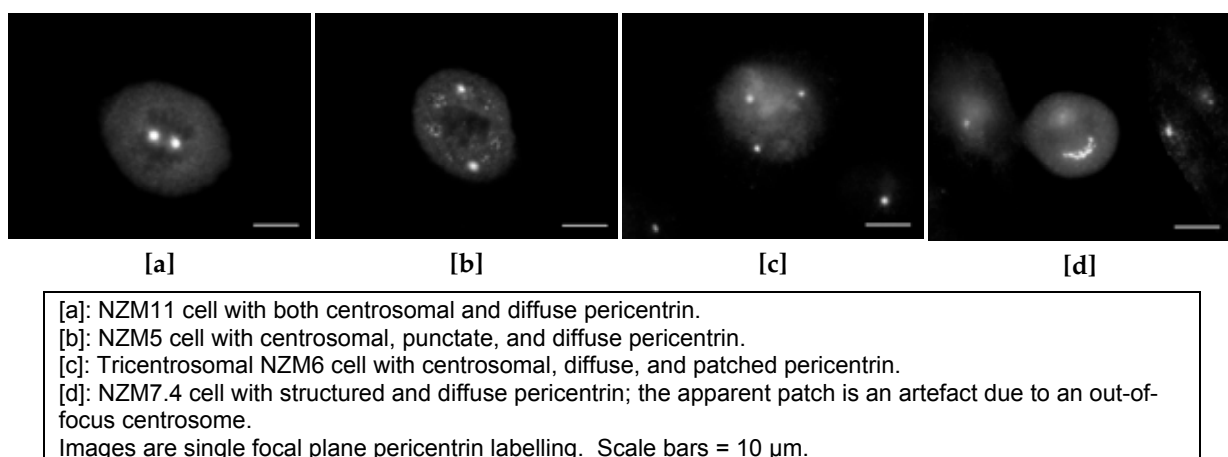 [a] [b] [c] [d]
[a]: NZM11 cell with both centrosomal and diffuse pericentrin.
[b]: NZM5 cell with centrosomal, punctate, and diffuse pericentrin.
[c]: Tricentrosomal NZM6 cell with centrosomal, diffuse, and patched pericentrin.
[d]: NZM7.4 cell with structured and diffuse pericentrin; the apparent patch is an artefact due to an out-of-
focus centrosome.
Images are single focal plane pericentrin labelling.  Scale bars = 10 µm.